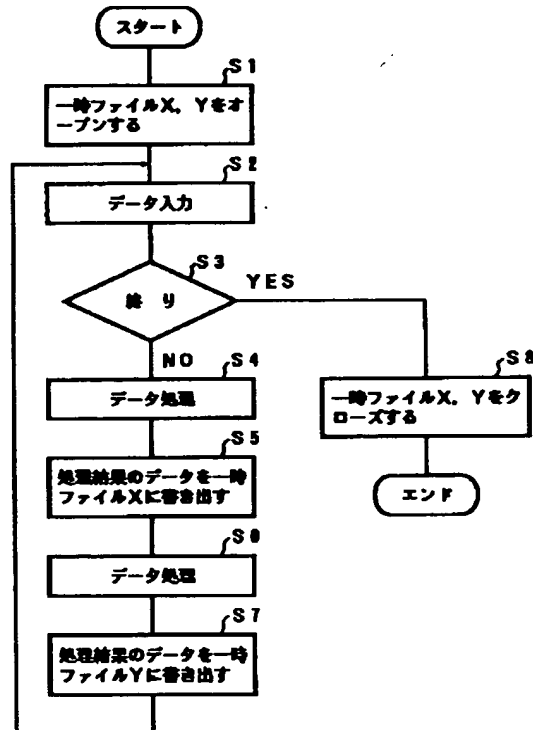 スタート
S1
一時ファイルX，Yをオ
ープンする
S2
データ入力
S3
終り
YES
NO
S4
データ処理
S5
処理結果のデータを一時
ファイルXに書き出す
S6
データ処理
S7
処理結果のデータを一時
ファイルYに書き出す
S8
一時ファイルX，Yをク
ローズする
エンド